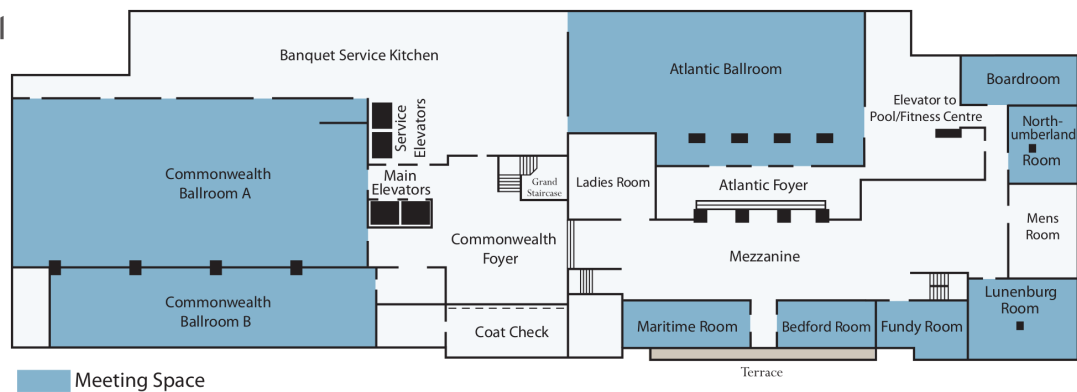 Banquet Service Kitchen
Atlantic Ballroom
Boardroom
Elevator to
Pool/Fitness Centre
North-
umberland
Room
Service
Elevators
Commonwealth
Ballroom A
Main
Elevators
Grand
Staircase
Ladies Room
Atlantic Foyer
Mens
Room
Commonwealth
Foyer
Mezzanine
Lunenburg
Room
Commonwealth
Ballroom B
Coat Check
Maritime Room
Bedford Room
Fundy Room
Terrace
Meeting Space